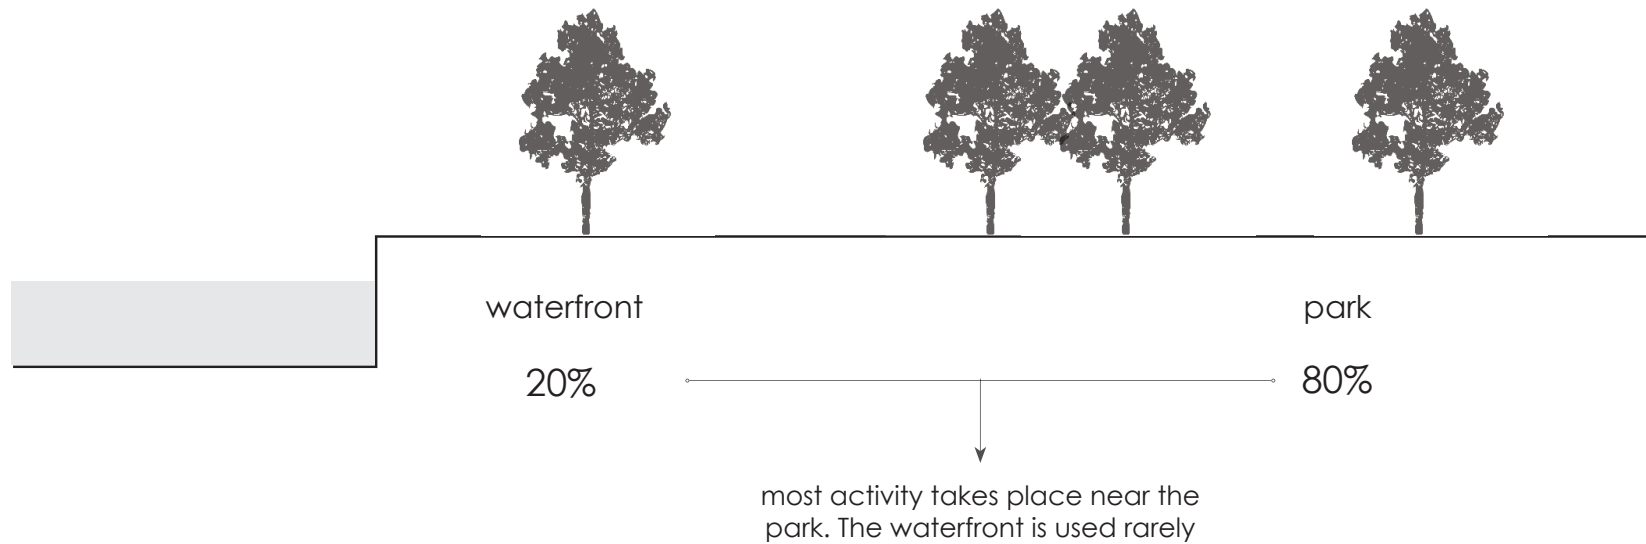 waterfront
park
20%
80%
most activity takes place near the
park. The waterfront is used rarely